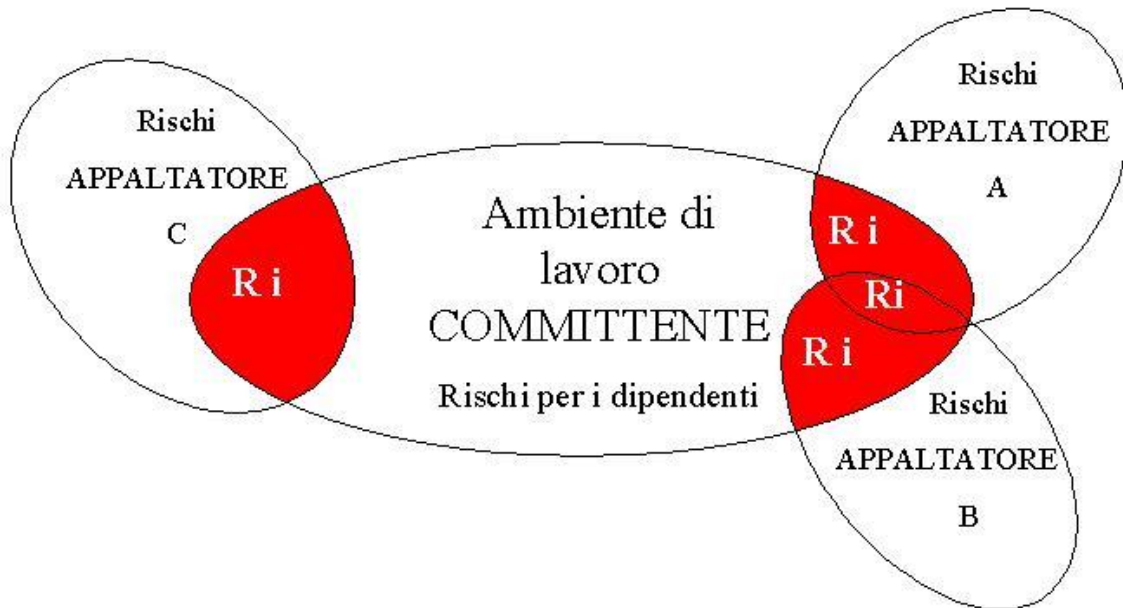 Rischi
APPALTATORE
C
R i
Ambiente di
lavoro
COMMITTENTE
Rischi per i dipendenti
Rischi
APPALTATORE
A
R i
Ri
R i
Rischi
APPALTATORE
B